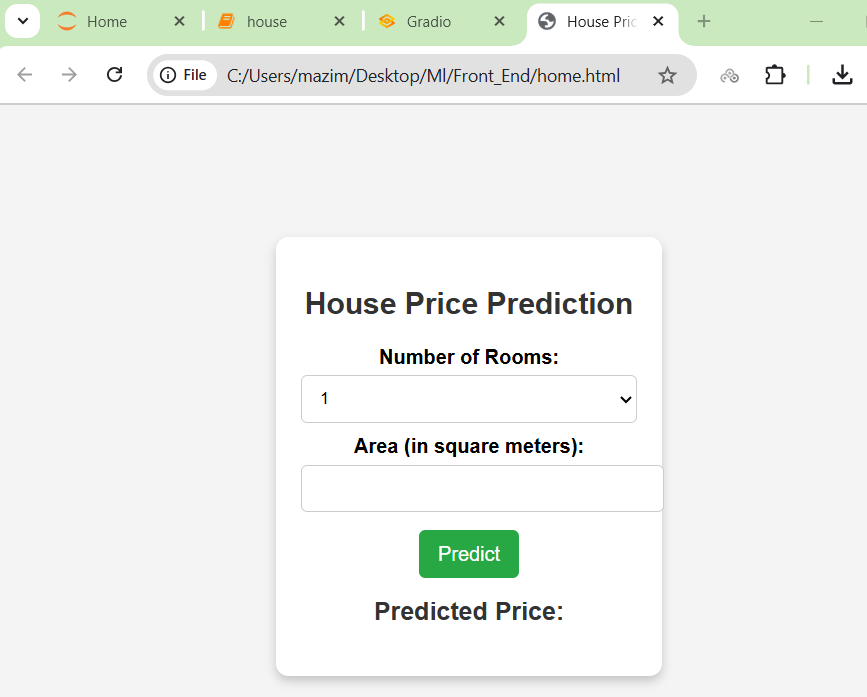 Home house Gradio House Pric
File C:/Users/mazim/Desktop/Ml/Front_End/home.html
House Price Prediction
Number of Rooms:
1
Area (in square meters):
Predict
Predicted Price: